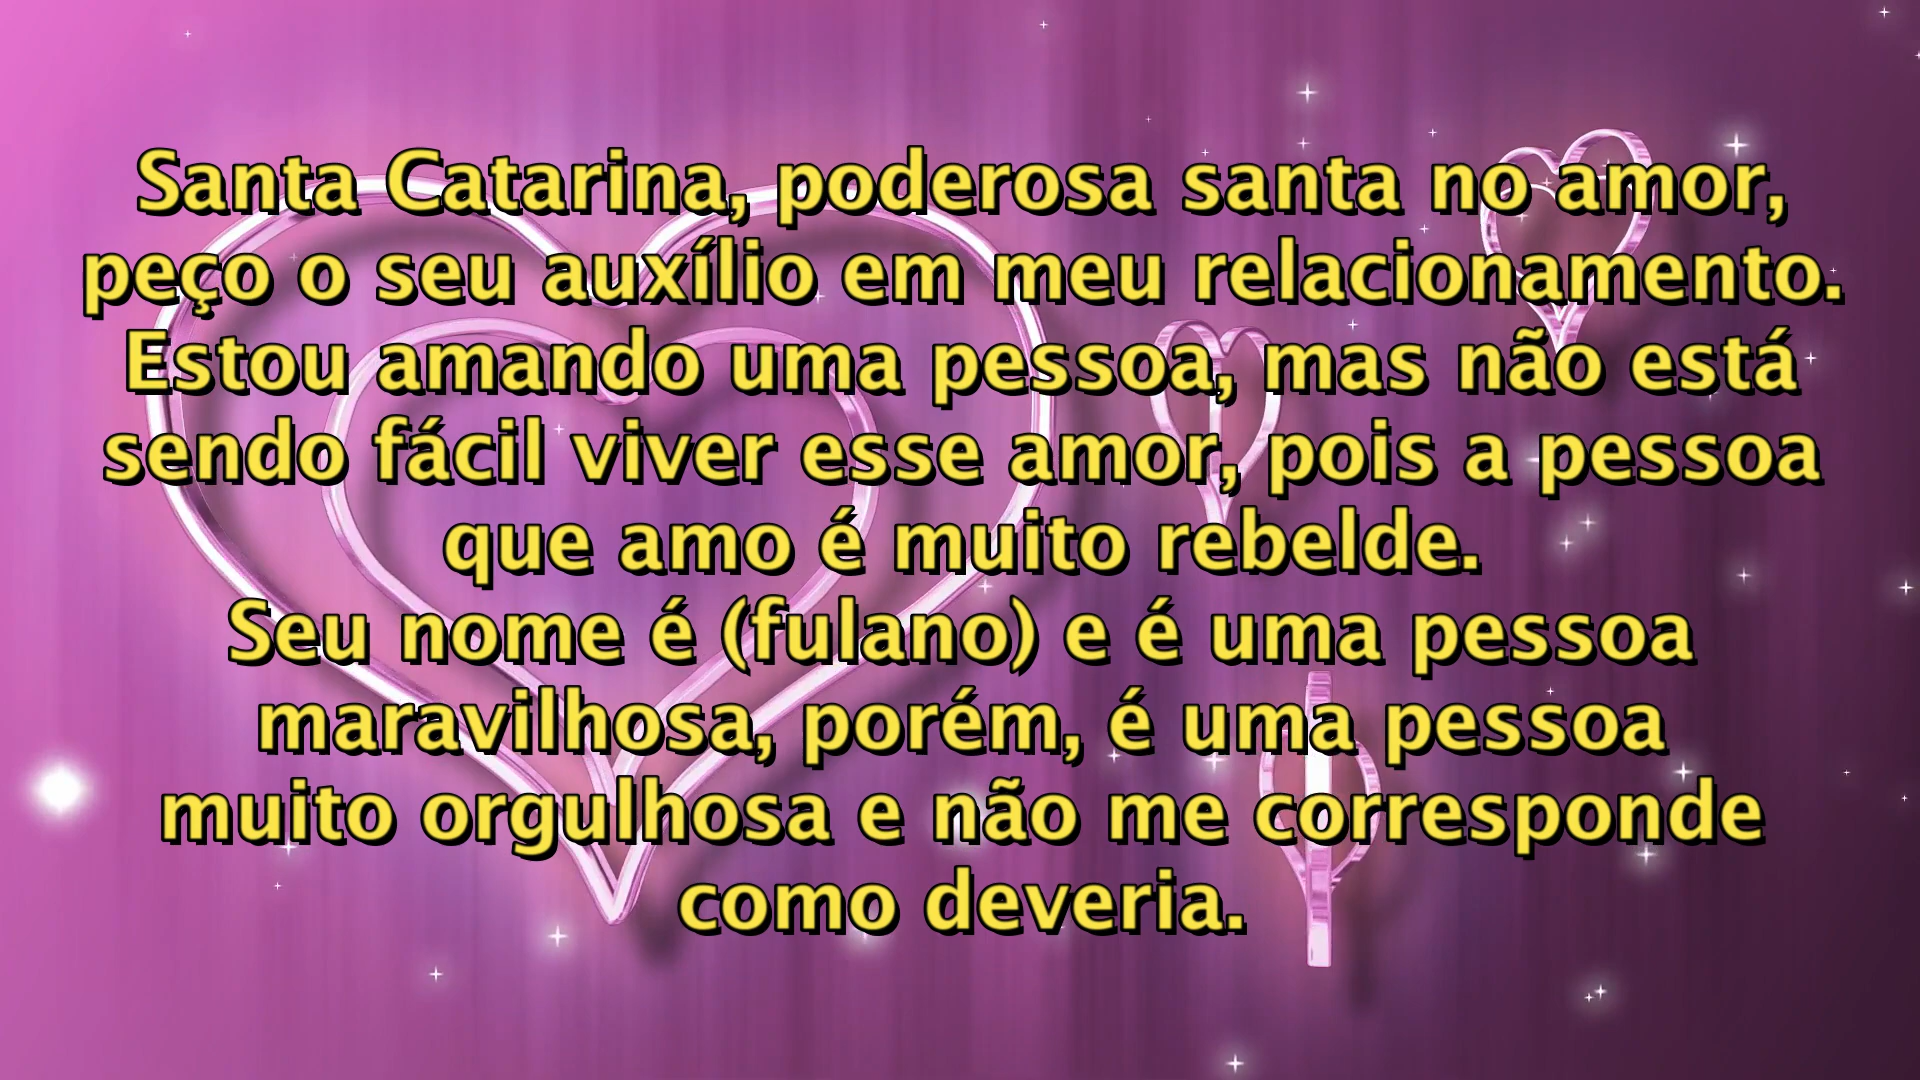 Santa Catarina, poderosa santa no amor,
peço o seu auxílio em meu relacionamento.
Estou amando uma pessoa, mas não está
sendo fácil viver esse amor, pois a pessoa
que amo é muito rebelde.
Seu nome é (fulano) e é uma pessoa
maravilhosa, porém, é uma pessoa
muito orgulhosa e não me corresponde
como deveria.